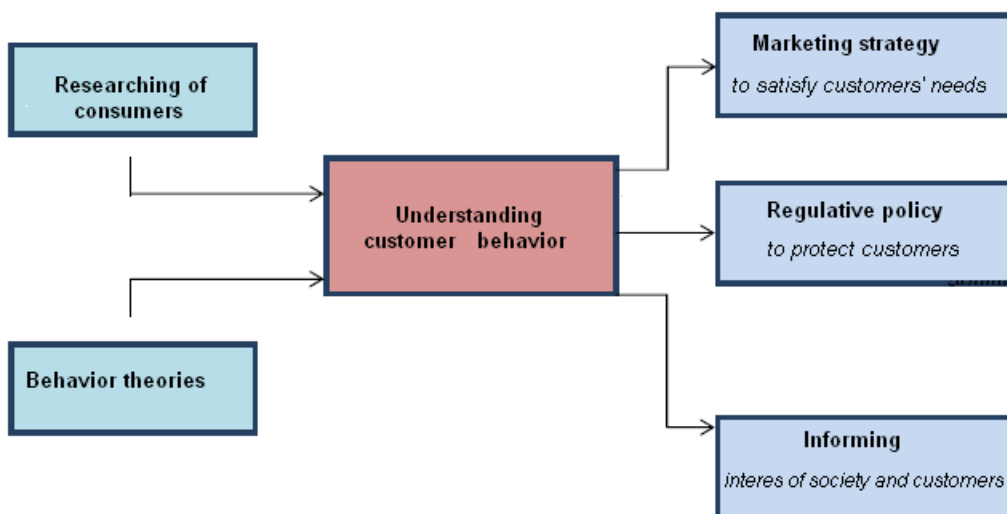 Researching of
consumers
Behavior theories
Understanding
customer behavior
Marketing strategy
to satisfy customers' needs
Regulative policy
to protect customers
Informing
interes of society and customers